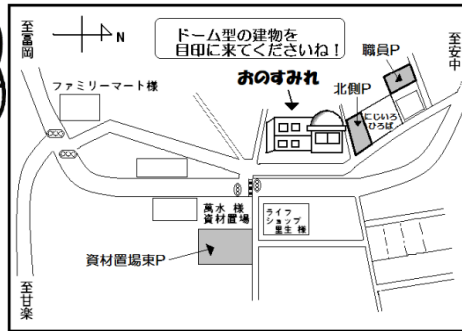 至富岡
N
ドーム型の建物を
目印に来てくださいね！
職員P
至安中
ファミリーマート様
おのすみれ
北側P
にじいろ
ひろば
萬水 様
資材置場
ライフ
ショップ
里生 様
資材置場東P
至甘楽